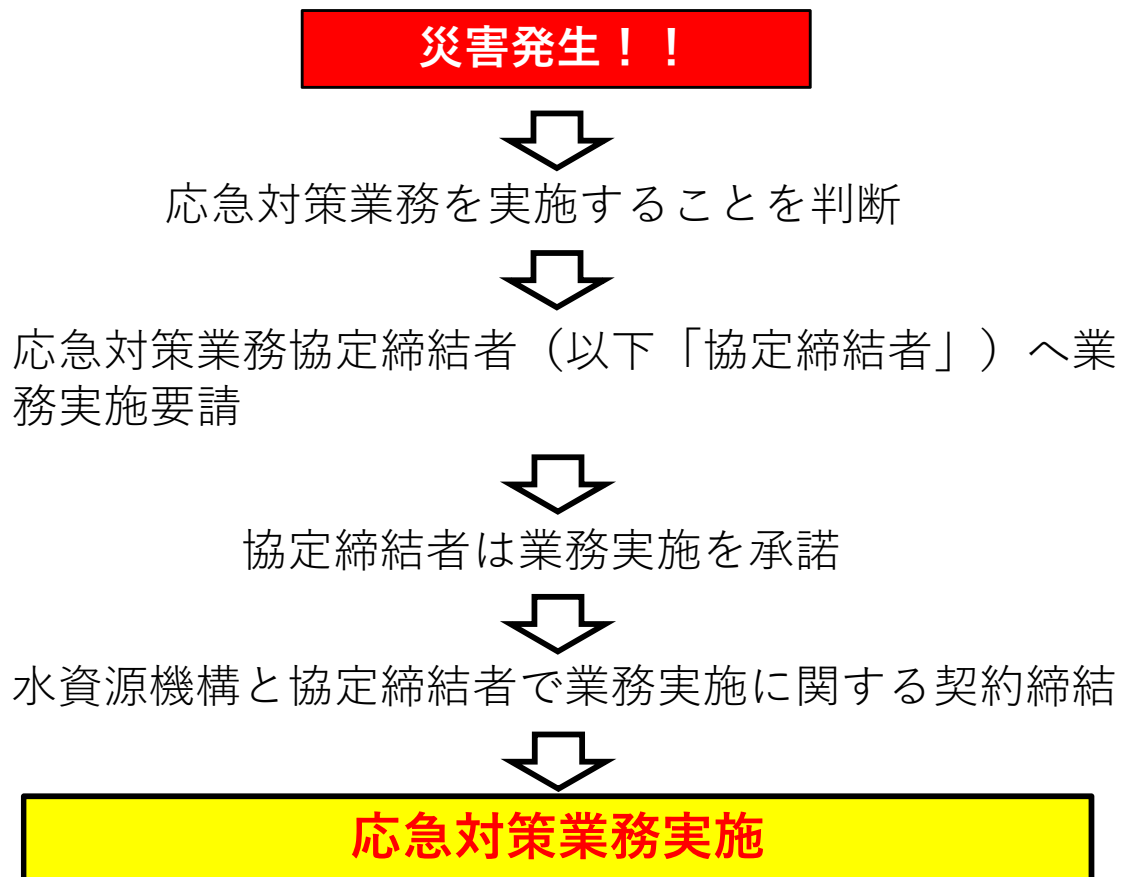 災害発生！！
応急対策業務を実施することを判断
応急対策業務協定締結者（以下「協定締結者」）へ業
務実施要請
協定締結者は業務実施を承諾
水資源機構と協定締結者で業務実施に関する契約締結
応急対策業務実施